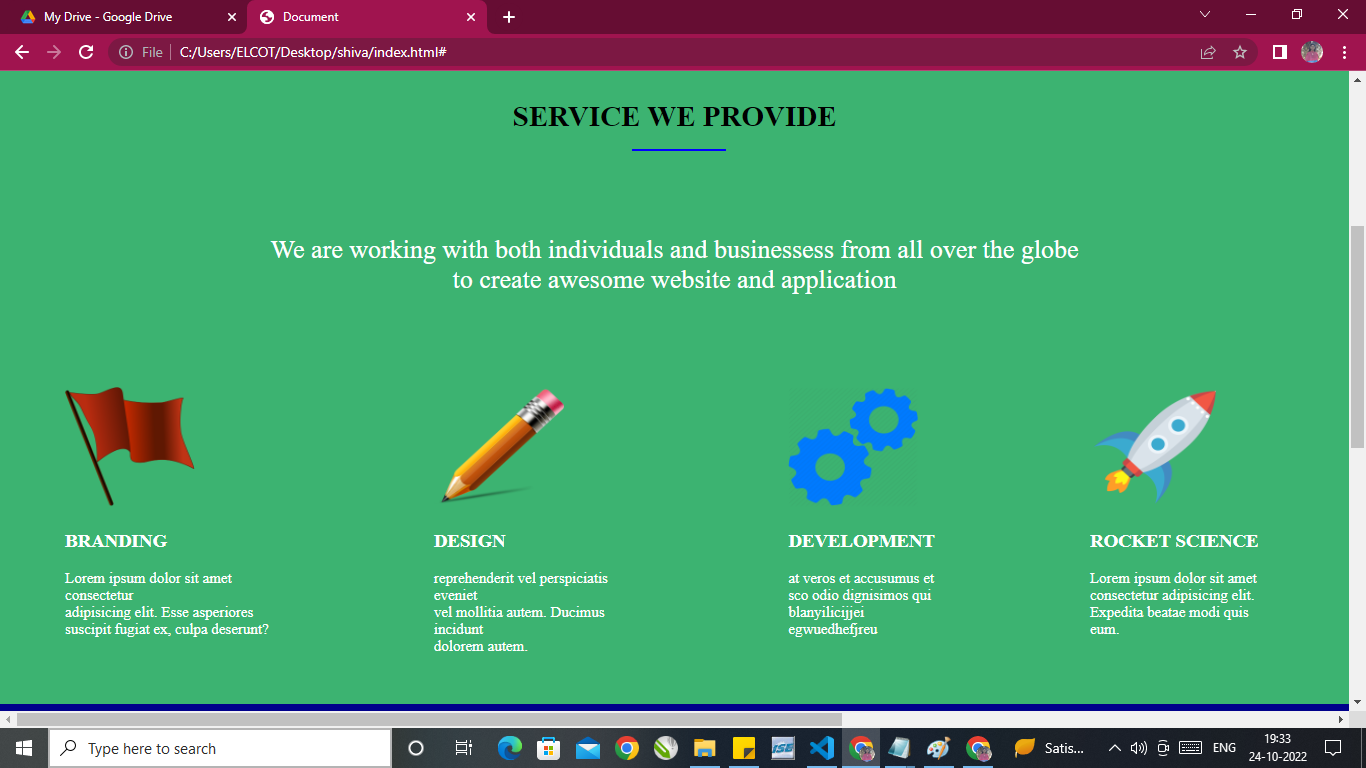 My Drive - Google Drive
Document
File
C:/Users/ELCOT/Desktop/shiva/index.html#
SERVICE WE PROVIDE
We are working with both individuals and businessess from all over the globe
to create awesome website and application
BRANDING
Lorem ipsum dolor sit amet
consectetur
adipisicing elit. Esse asperiores
suscipit fugiat ex, culpa deserunt?
DESIGN
reprehenderit vel perspiciatis
eveniet
vel mollitia autem. Ducimus
incidunt
dolorem autem.
DEVELOPMENT
at veros et accusumus et
sco odio dignisimos qui
blanyilicijjei
egwuedhefjreu
ROCKET SCIENCE
Lorem ipsum dolor sit amet
consectetur adipisicing elit.
Expedita beatae modi quis
eum.
Type here to search
ISE
Satis...
ENG
19:33
24-10-2022